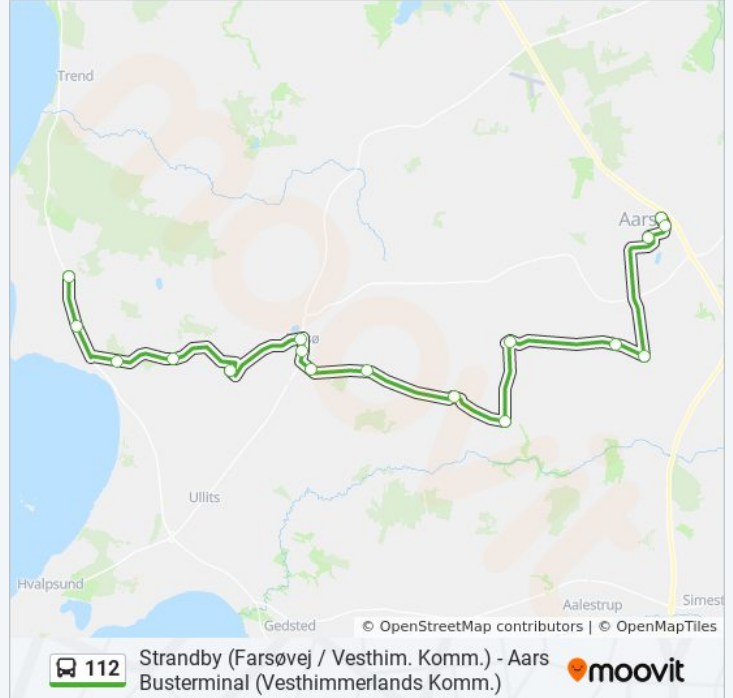 Trend
Aars
Ullits
Hvalpsund
Aalestrup
Simest
Gedsted
© OpenStreetMap contributors | © OpenMapTiles
112
Strandby (Farsøvej / Vesthim. Komm.) - Aars
Busterminal (Vesthimmerlands Komm.)
moovit
moovit